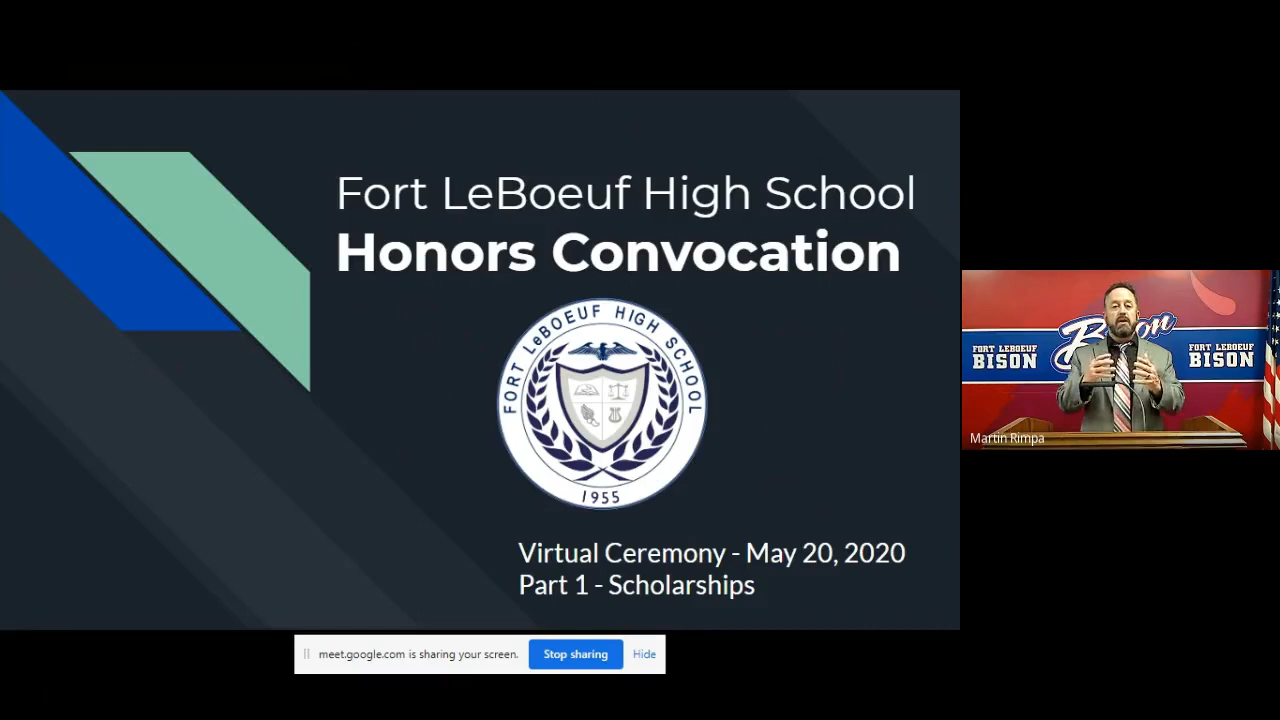 Fort LeBoeuf High School
Honors Convocation
FORT LeBOEUF HIGH SCHOOL
1955
Virtual Ceremony - May 20, 2020
Part 1 - Scholarships
Bison
FORT LEBOEUF
BISON
FORT LEBOEUF
BISON
Martin Rimpa
meet.google.com is sharing your screen.
Stop sharing
Hide